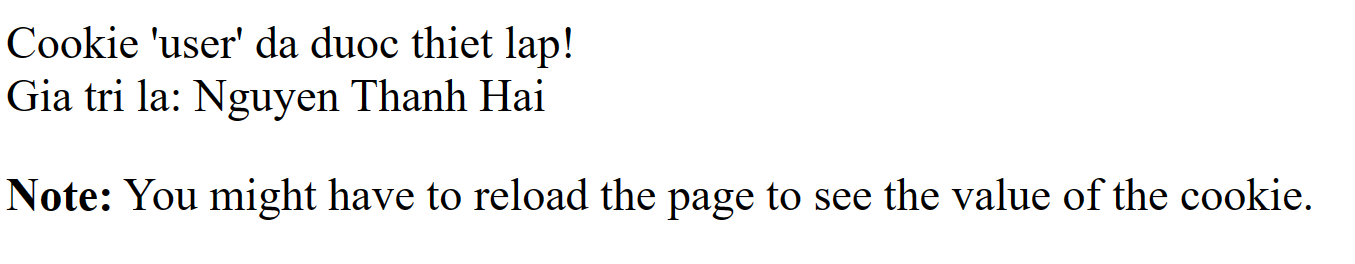 Cookie 'user' da duoc thiet lap!
Gia tri la: Nguyen Thanh Hai
Note: You might have to reload the page to see the value of the cookie.